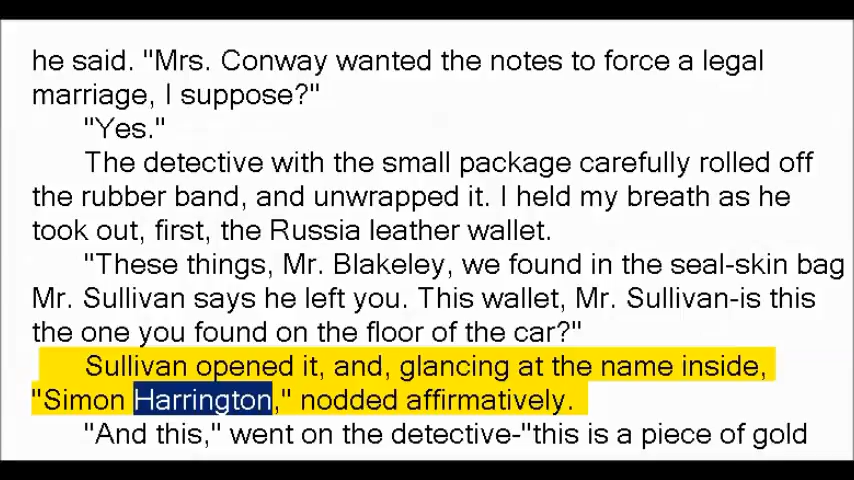 he said. "Mrs. Conway wanted the notes to force a legal
marriage, I suppose?"
"Yes."
The detective with the small package carefully rolled off
the rubber band, and unwrapped it. I held my breath as he
took out, first, the Russia leather wallet.
"These things, Mr. Blakeley, we found in the seal-skin bag
Mr. Sullivan says he left you. This wallet, Mr. Sullivan-is this
the one you found on the floor of the car?"
Sullivan opened it, and, glancing at the name inside,
"Simon Harrington," nodded affirmatively.
"And this," went on the detective-"this is a piece of gold